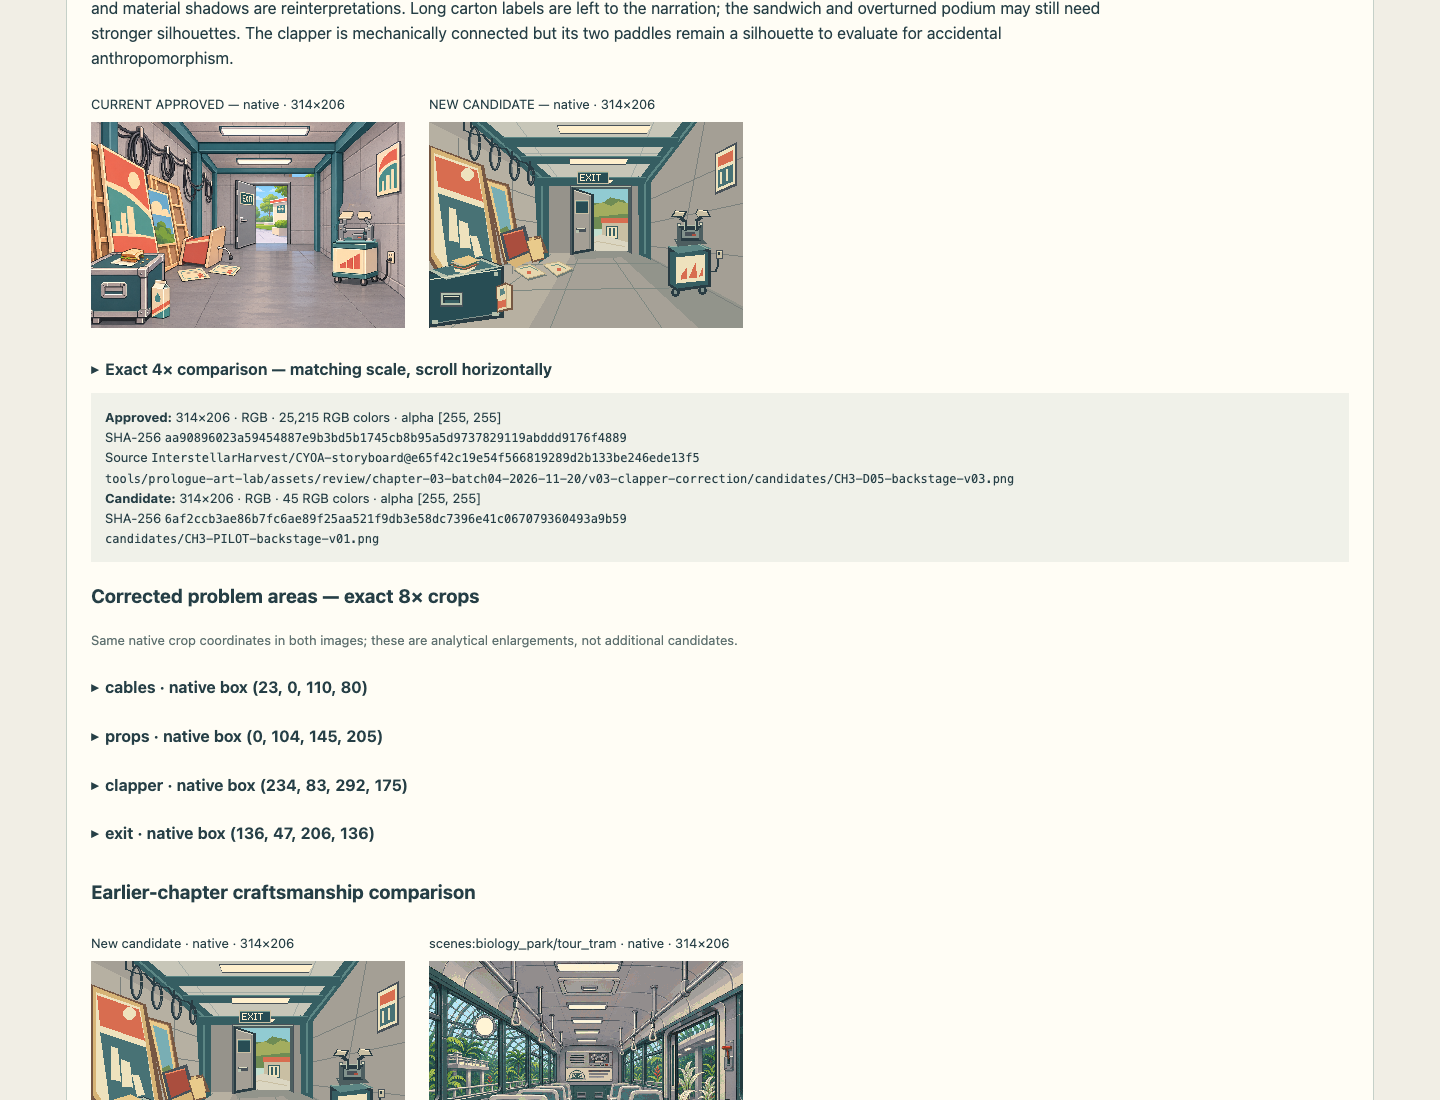 and material shadows are reinterpretations. Long carton labels are left to the narration; the sandwich and overturned podium may still need
stronger silhouettes. The clapper is mechanically connected but its two paddles remain a silhouette to evaluate for accidental
anthropomorphism.
CURRENT APPROVED — native · 314×206
NEW CANDIDATE — native · 314×206
EXIT
EXIT
▸ Exact 4× comparison — matching scale, scroll horizontally
Approved: 314×206 · RGB · 25,215 RGB colors · alpha [255, 255]
SHA-256 aa90896023a59454887e9b3bd5b1745cb8b95a5d9737829119abddd9176f4889
Source InterstellarHarvest/CYOA-storyboard@e65f42c19e54f566819289d2b133be246ede13f5
tools/prologue-art-lab/assets/review/chapter-03-batch04-2026-11-20/v03-clapper-correction/candidates/CH3-D05-backstage-v03.png
Candidate: 314×206 · RGB · 45 RGB colors · alpha [255, 255]
SHA-256 6af2ccb3ae86b7fc6ae89f25aa521f9db3e58dc7396e41c067079360493a9b59
candidates/CH3-PILOT-backstage-v01.png
Corrected problem areas — exact 8× crops
Same native crop coordinates in both images; these are analytical enlargements, not additional candidates.
▸ cables · native box (23, 0, 110, 80)
▸ props · native box (0, 104, 145, 205)
▸ clapper · native box (234, 83, 292, 175)
▸ exit · native box (136, 47, 206, 136)
Earlier-chapter craftsmanship comparison
New candidate · native · 314×206
scenes:biology_park/tour_tram · native · 314×206
EXIT